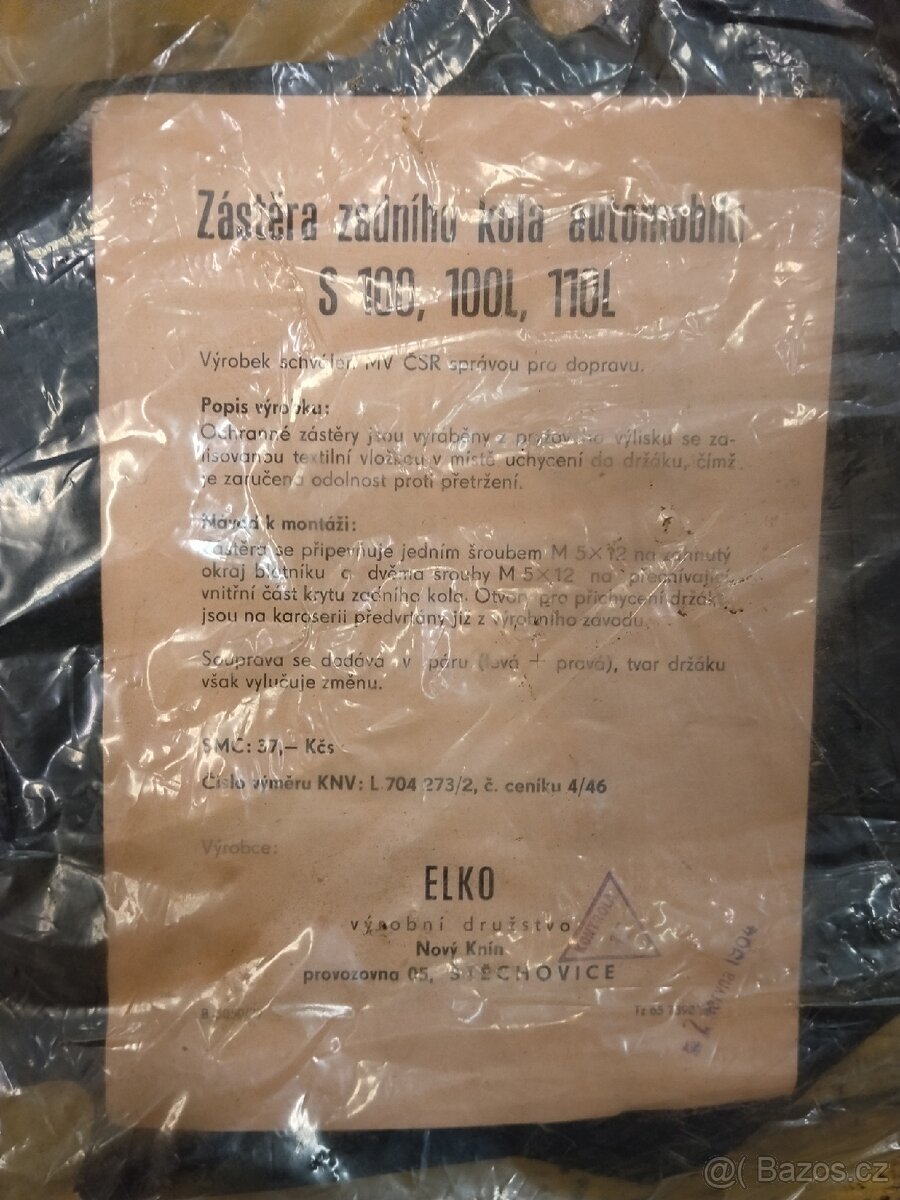 Zástěra zadního kola automobilu
S 100, 100L, 110L
Výrobek schválen MV ČSR správou pro dopravu.
Popis výrobku:
Ochranné zástěry jsou vyráběny z pryžového výlisku se za-
lisovanou textilní vložkou v místě uchycení do držáku, čímž
je zaručena odolnost proti přetržení.
Návod k montáži:
Zástěra se připevňuje jedním šroubem M 5×12 na zahnutý
okraj blatníku a dvěma šrouby M 5×12 na přečnívající
vnitřní část krytu zadního kola. Otvory pro přichycení držáku
jsou na karoserii předvrtány již z výrobního závodu.
Souprava se dodává v páru (levá + pravá), tvar držáku
však vylučuje změnu.
SMC: 37,— Kčs
Číslo výměru KNV: L 704 273/2, č. ceníku 4/46
Výrobce:
ELKO
výrobní družstvo
Nový Knín
provozovna 05, ŠTĚCHOVICE
KONTROLA
Tz 65
@( Bazos.cz